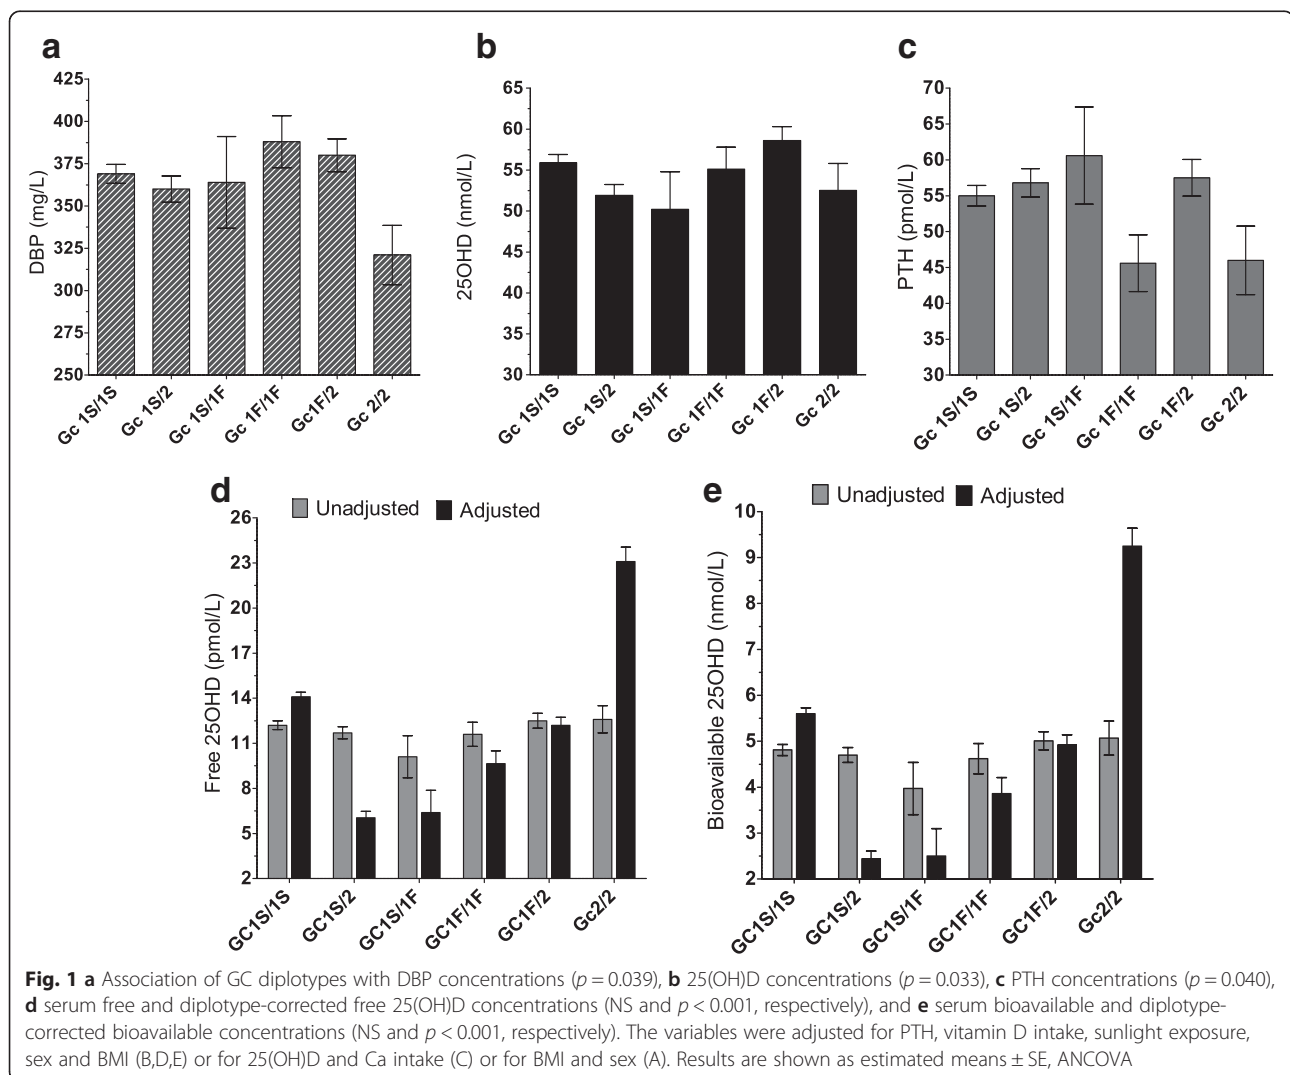 a
425
400
375
350
325
300
275
250
DBP (mg/L)
Gc 1S/1S
Gc 1S/2
Gc 1S/1F
Gc 1F/1F
Gc1F/2
Gc 2/2
b
65
60
55
50
45
40
35
30
25OHD (nmol/L)
Gc 1S/1S
Gc 1S/2
Gc 1S/1F
Gc 1F/1F
Gc 1F/2
Gc 2/2
c
70
65
60
55
50
45
40
35
30
PTH (pmol/L)
Gc 1S/1S
Gc 1S/2
Gc 1S/1F
Gc 1F/1F
Gc 1F/2
Gc 2/2
d
Unadjusted Adjusted
26
23
20
17
14
11
8
5
2
Free 25OHD (pmol/L)
GC1S/1S
GC1S/2
GC1S/1F
GC1F/1F
GC1F/2
Gc2/2
e
Unadjusted Adjusted
10
9
8
7
6
5
4
3
2
Bioavailable 25OHD (nmol/L)
GC1S/1S
GC1S/2
GC1S/1F
GC1F/1F
GC1F/2
Gc2/2
Fig. 1 a Association of GC diplotypes with DBP concentrations (p = 0.039), b 25(OH)D concentrations (p = 0.033), c PTH concentrations (p = 0.040),
d serum free and diplotype-corrected free 25(OH)D concentrations (NS and p < 0.001, respectively), and e serum bioavailable and diplotype-
corrected bioavailable concentrations (NS and p < 0.001, respectively). The variables were adjusted for PTH, vitamin D intake, sunlight exposure,
sex and BMI (B,D,E) or for 25(OH)D and Ca intake (C) or for BMI and sex (A). Results are shown as estimated means ± SE, ANCOVA